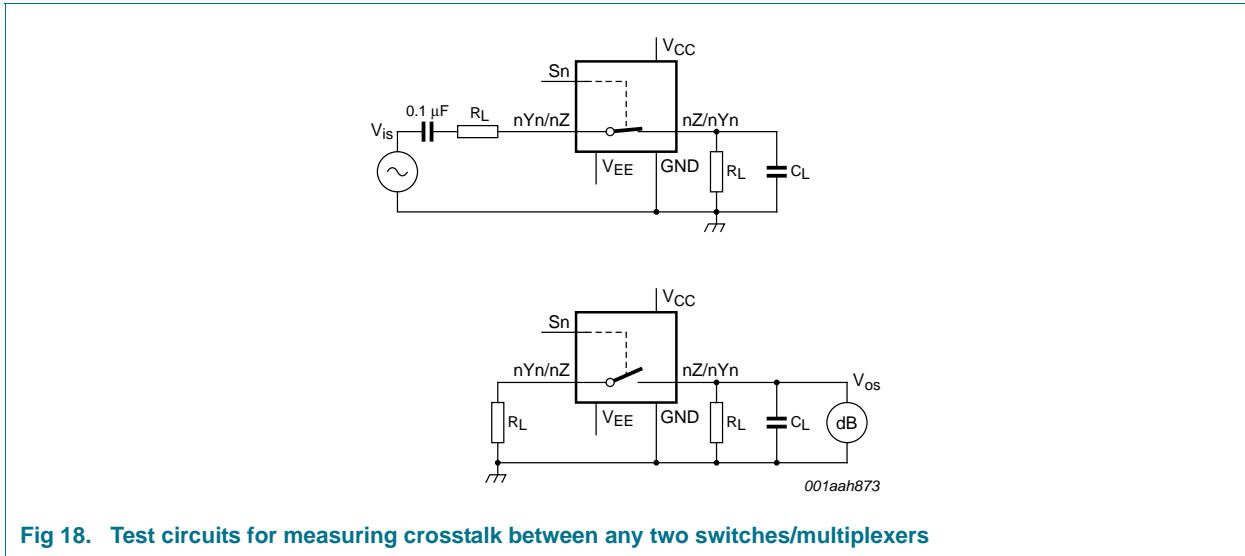 VCC
Sn
0.1 μF
RL
nYn/nZ
nZ/nYn
Vis
VEE
GND
RL
CL
VCC
Sn
nYn/nZ
nZ/nYn
Vos
RL
VEE
GND
RL
CL
dB
001aah873
Fig 18. Test circuits for measuring crosstalk between any two switches/multiplexers